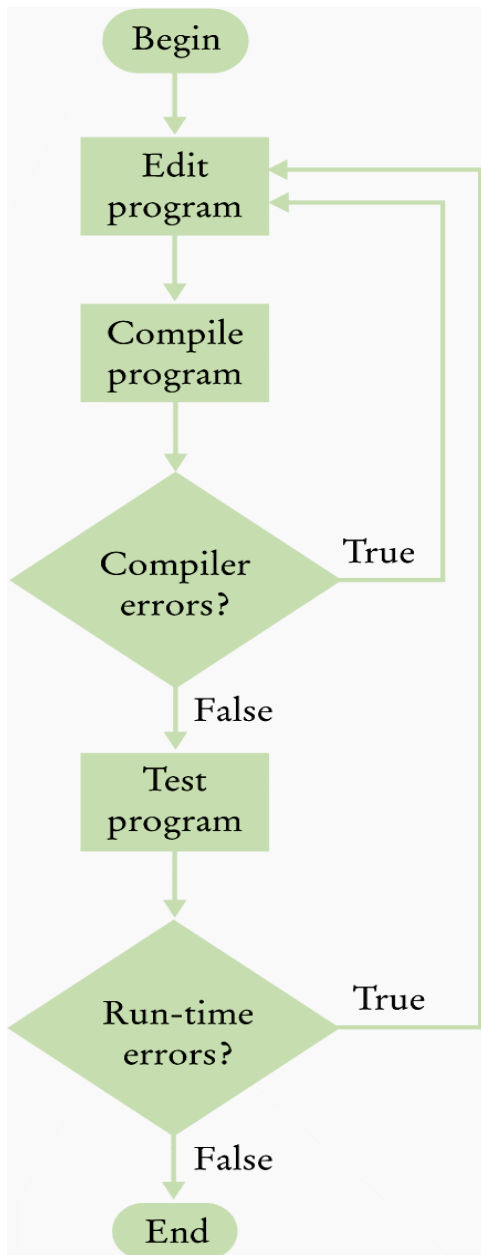 Begin
Edit
program
Compile
program
Compiler
errors?
True
False
Test
program
Run-time
errors?
True
False
End